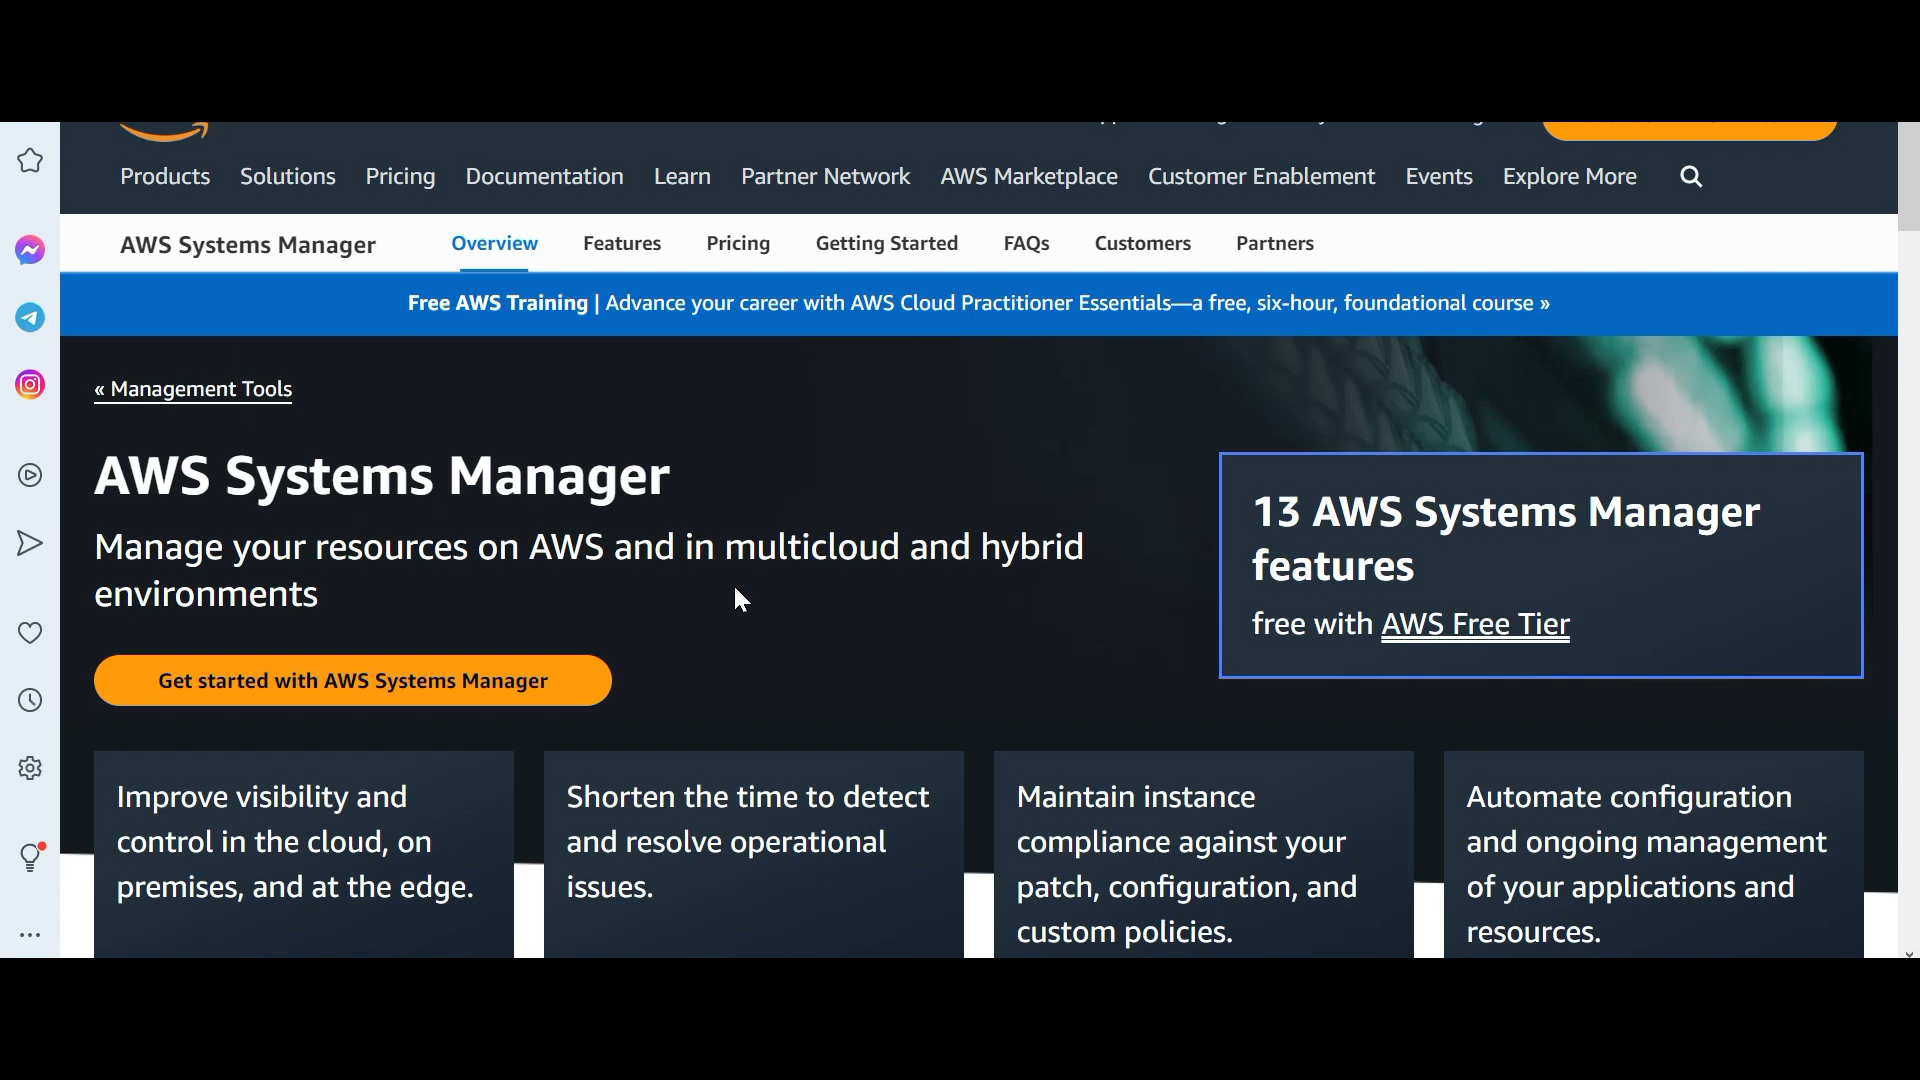 Products Solutions Pricing Documentation Learn Partner Network AWS Marketplace Customer Enablement Events Explore More
AWS Systems Manager Overview Features Pricing Getting Started FAQs Customers Partners
Free AWS Training | Advance your career with AWS Cloud Practitioner Essentials—a free, six-hour, foundational course »
« Management Tools
AWS Systems Manager
Manage your resources on AWS and in multicloud and hybrid
environments
Get started with AWS Systems Manager
13 AWS Systems Manager
features
free with AWS Free Tier
Improve visibility and
control in the cloud, on
premises, and at the edge.
Shorten the time to detect
and resolve operational
issues.
Maintain instance
compliance against your
patch, configuration, and
custom policies.
Automate configuration
and ongoing management
of your applications and
resources.